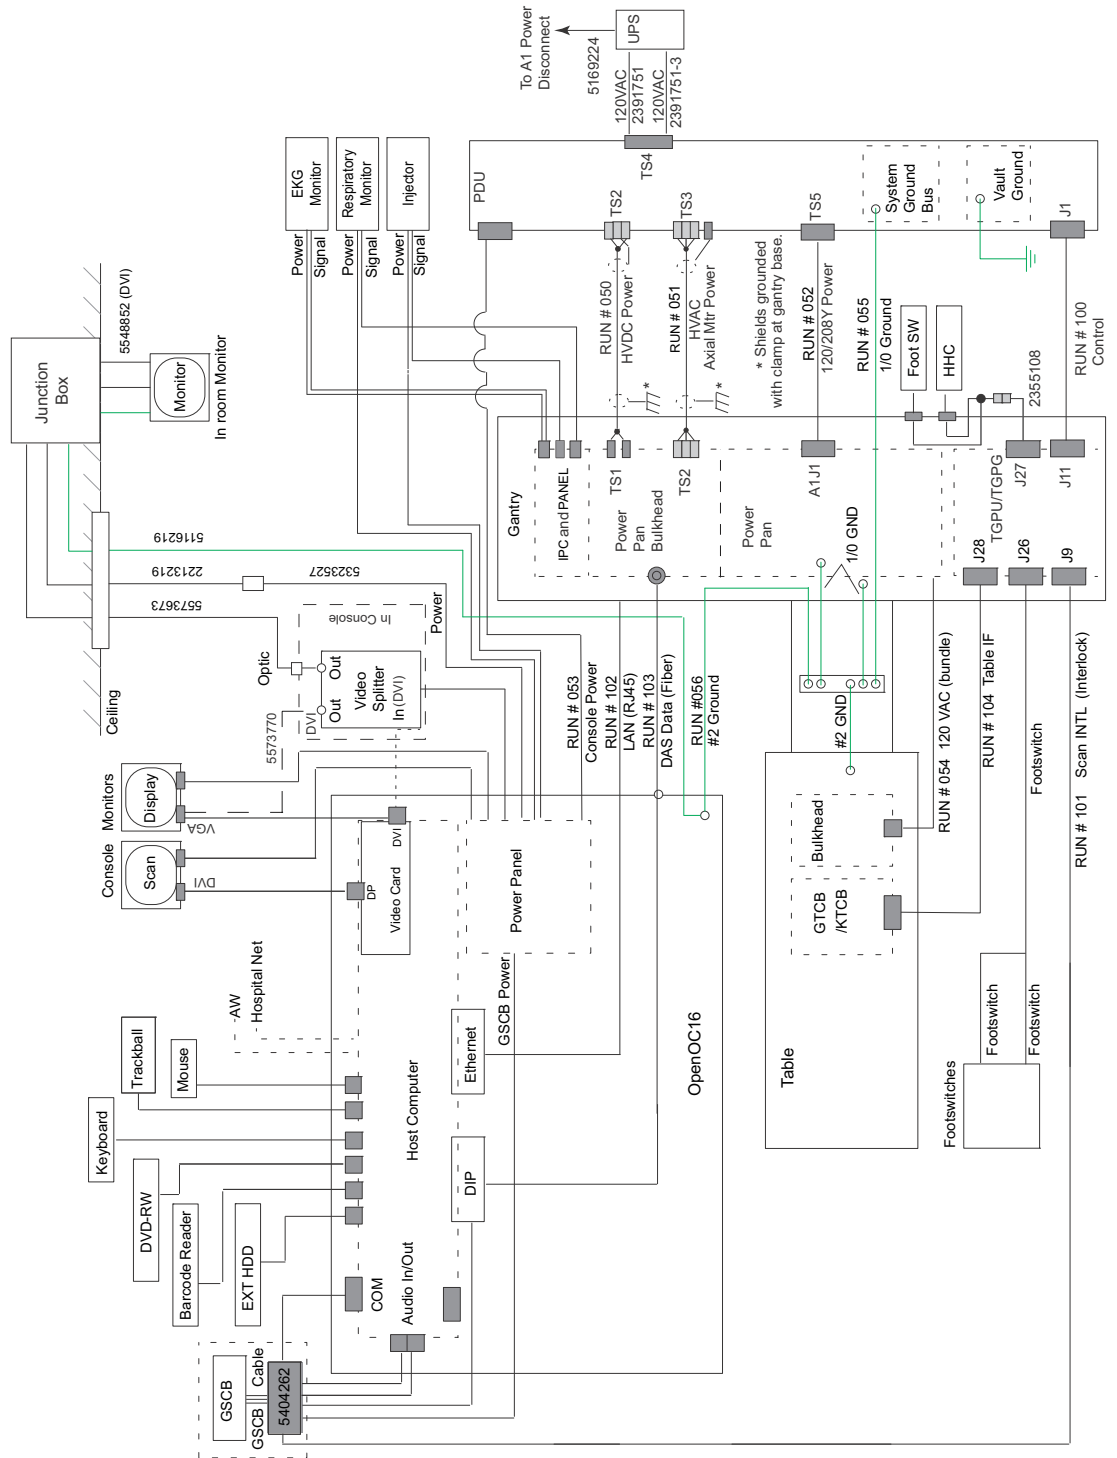 To A1 Power
Disconnect
5169224
UPS
120VAC
2391751
120VAC
2391751-3
TS4
PDU
TS2
TS3
TS5
System
Ground
Bus
Vault
Ground
J1
EKG
Monitor
Respiratory
Monitor
Injector
Power
Signal
Power
Signal
Power
Signal
RUN # 050
HVDC Power
RUN # 051
HVAC
Axial Mtr Power
* Shields grounded
with clamp at gantry base.
RUN # 052
120/208Y Power
RUN # 055
1/0 Ground
Foot SW
HHC
2355108
RUN # 100
Control
*
*
5548852 (DVI)
Junction
Box
Monitor
In room Monitor
Gantry
IPC and PANEL
TS1
Power
Pan
Bulkhead
TS2
Power
Pan
A1J1
1/0 GND
TGPU/TGPG
J28
J27
J26
J11
J9
5116219
2213219
5323527
5573673
Ceiling
Optic
In Console
Power
Out
Out
Video
Splitter
In (DVI)
DVI
5573770
RUN # 053
Console Power
RUN # 102
LAN (RJ45)
RUN # 103
DAS Data (Fiber)
RUN #056
#2 Ground
#2 GND
RUN # 054 120 VAC (bundle)
RUN # 104 Table IF
Footswitch
RUN # 101 Scan INTL (Interlock)
Console
Monitors
Display
Scan
VGA
DVI
DVI
DP
Video Card
Power Panel
Bulkhead
GTCB
/KTCB
AW
Hospital Net
GSCB Power
Trackball
Mouse
Keyboard
DVD-RW
Barcode Reader
EXT HDD
Host Computer
Ethernet
DIP
OpenOC16
Table
Footswitches
Footswitch
Footswitch
COM
Audio In/Out
GSCB
GSCB Cable
5404262